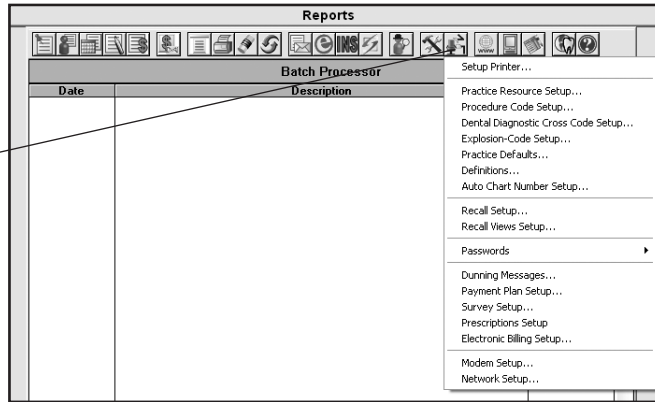 Reports
INS
www
Batch Processor
Date
Description
Setup Printer...
Practice Resource Setup...
Procedure Code Setup...
Dental Diagnostic Cross Code Setup...
Explosion-Code Setup...
Practice Defaults...
Definitions...
Auto Chart Number Setup...
Recall Setup...
Recall Views Setup...
Passwords
Dunning Messages...
Payment Plan Setup...
Survey Setup...
Prescriptions Setup
Electronic Billing Setup...
Modem Setup...
Network Setup...